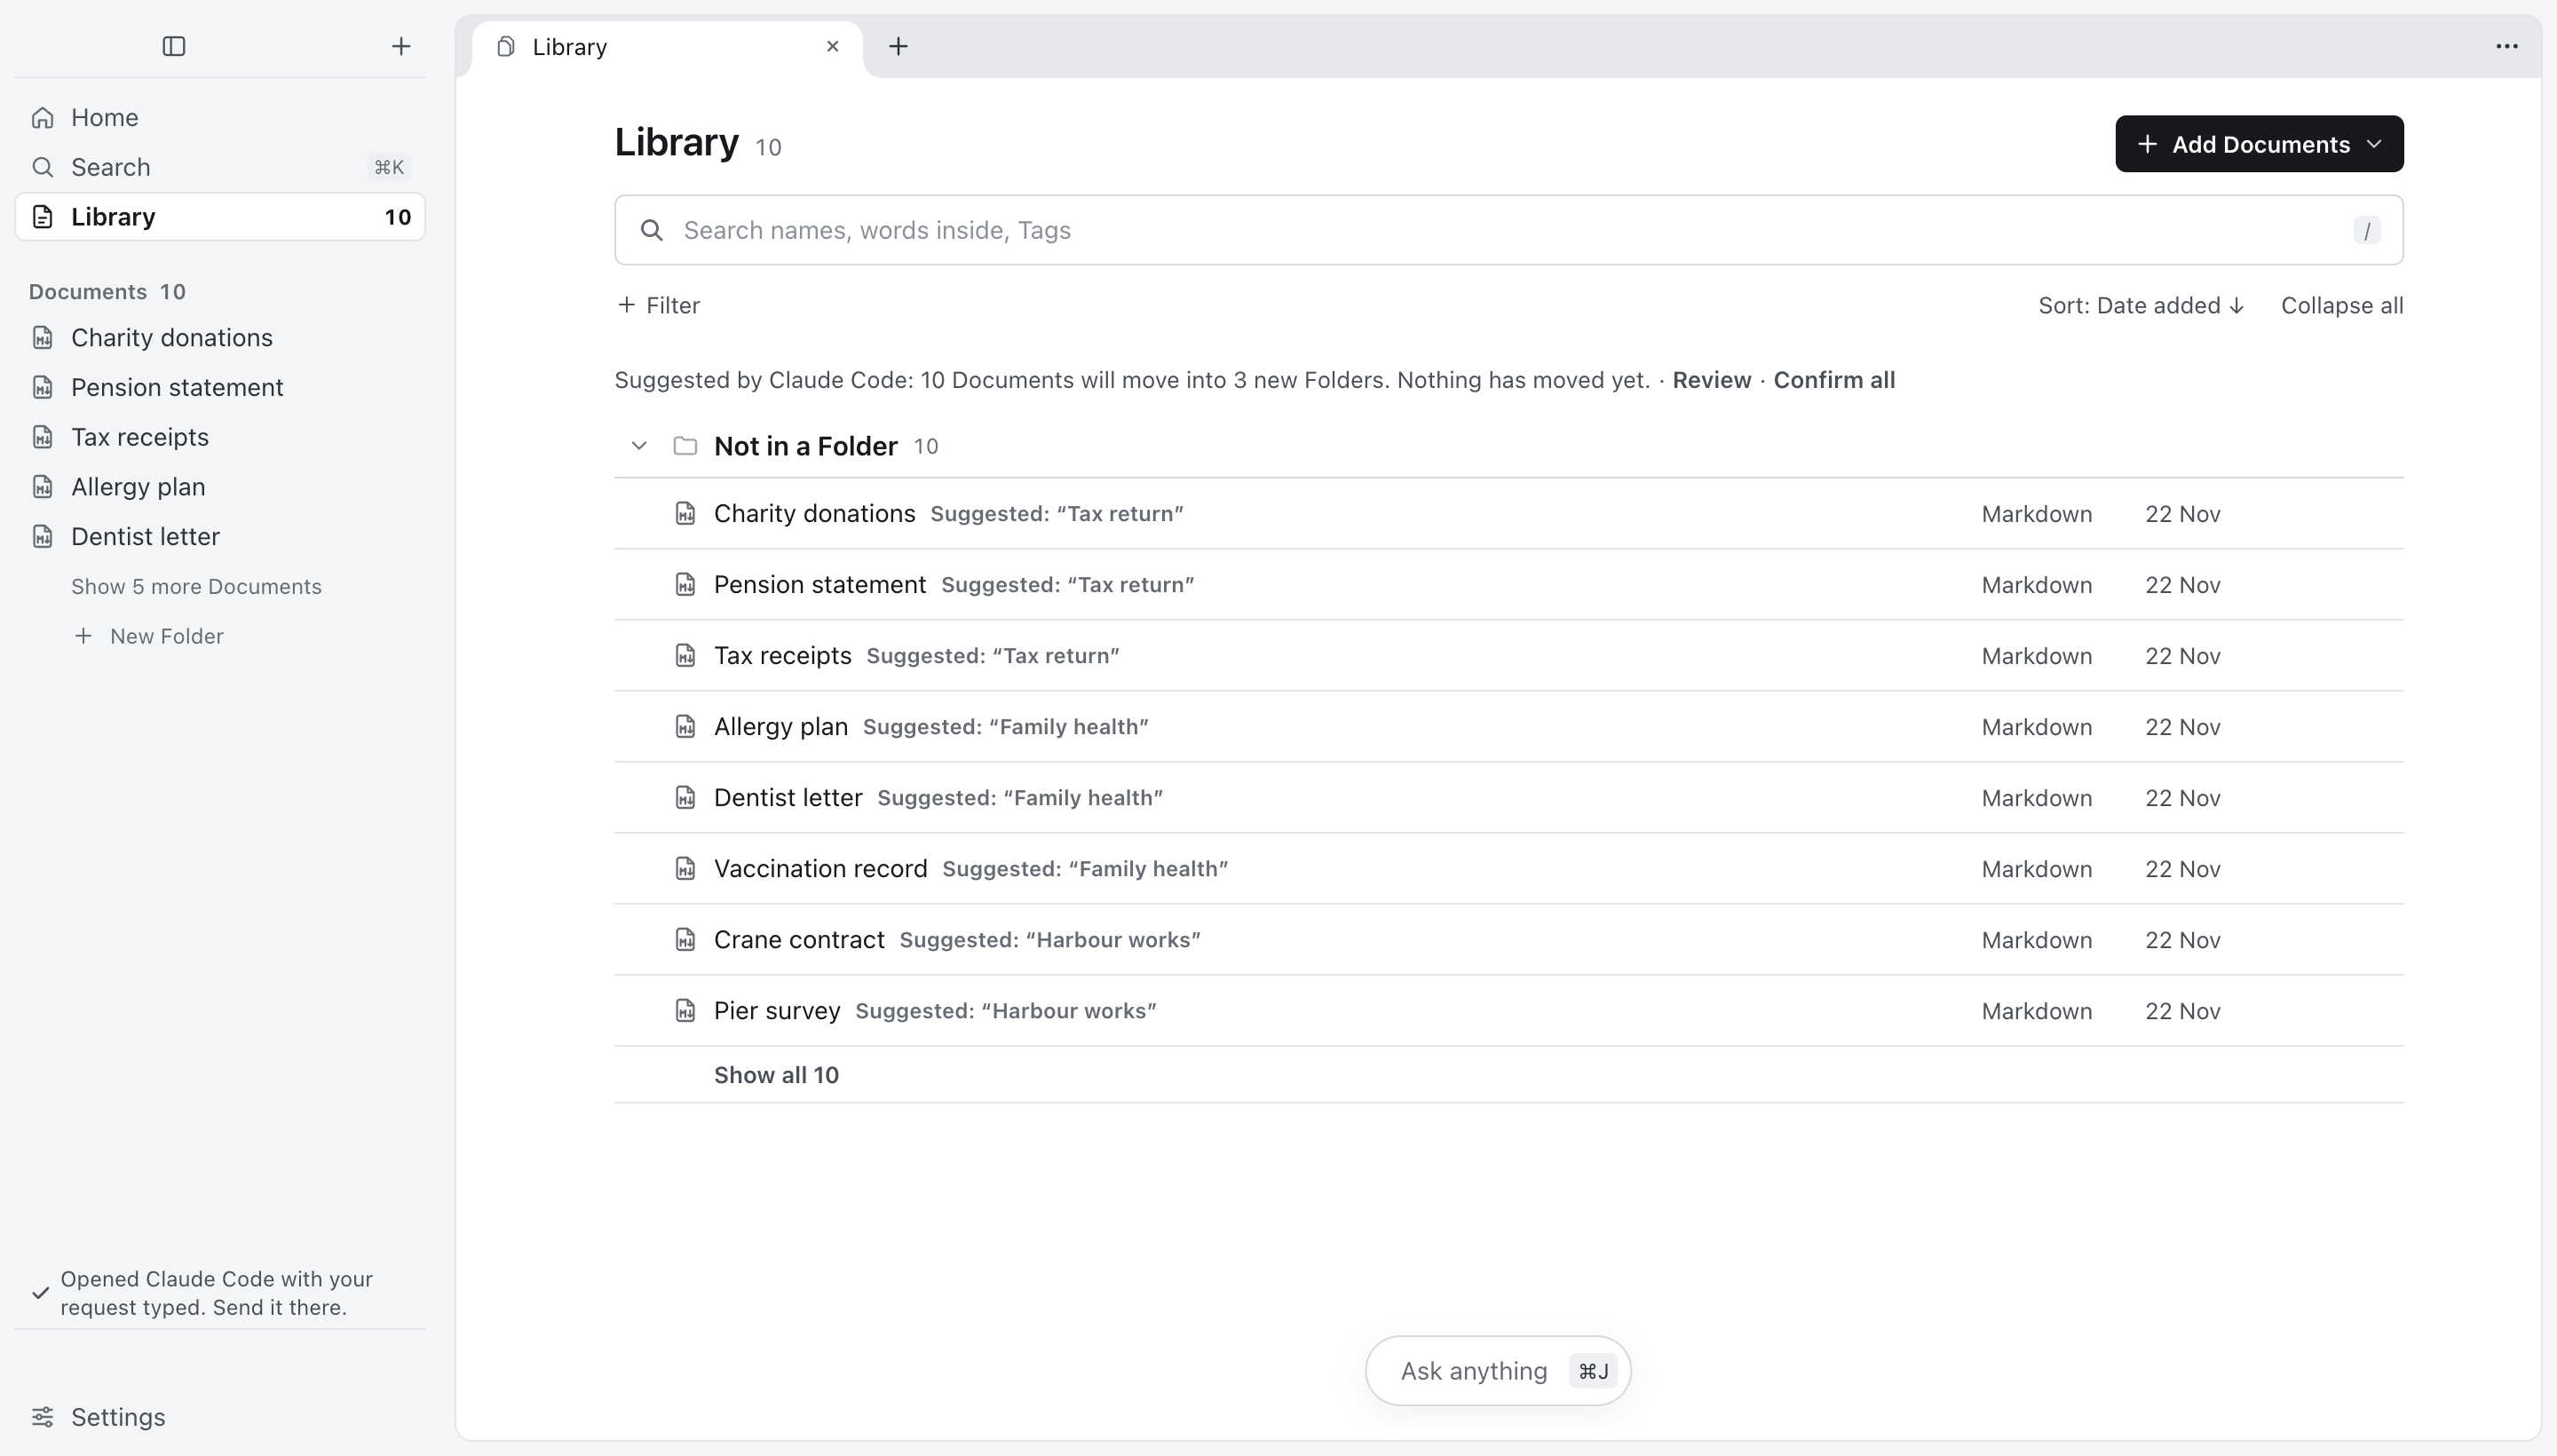 Home
Search ⌘K
Library 10
Documents 10
Charity donations
Pension statement
Tax receipts
Allergy plan
Dentist letter
Show 5 more Documents
+ New Folder
Opened Claude Code with your
request typed. Send it there.
Settings
Library
Library 10
+ Add Documents
Search names, words inside, Tags /
+ Filter
Sort: Date added ↓ Collapse all
Suggested by Claude Code: 10 Documents will move into 3 new Folders. Nothing has moved yet. · Review · Confirm all
Not in a Folder 10
Charity donations Suggested: “Tax return” Markdown 22 Nov
Pension statement Suggested: “Tax return” Markdown 22 Nov
Tax receipts Suggested: “Tax return” Markdown 22 Nov
Allergy plan Suggested: “Family health” Markdown 22 Nov
Dentist letter Suggested: “Family health” Markdown 22 Nov
Vaccination record Suggested: “Family health” Markdown 22 Nov
Crane contract Suggested: “Harbour works” Markdown 22 Nov
Pier survey Suggested: “Harbour works” Markdown 22 Nov
Show all 10
Ask anything ⌘J